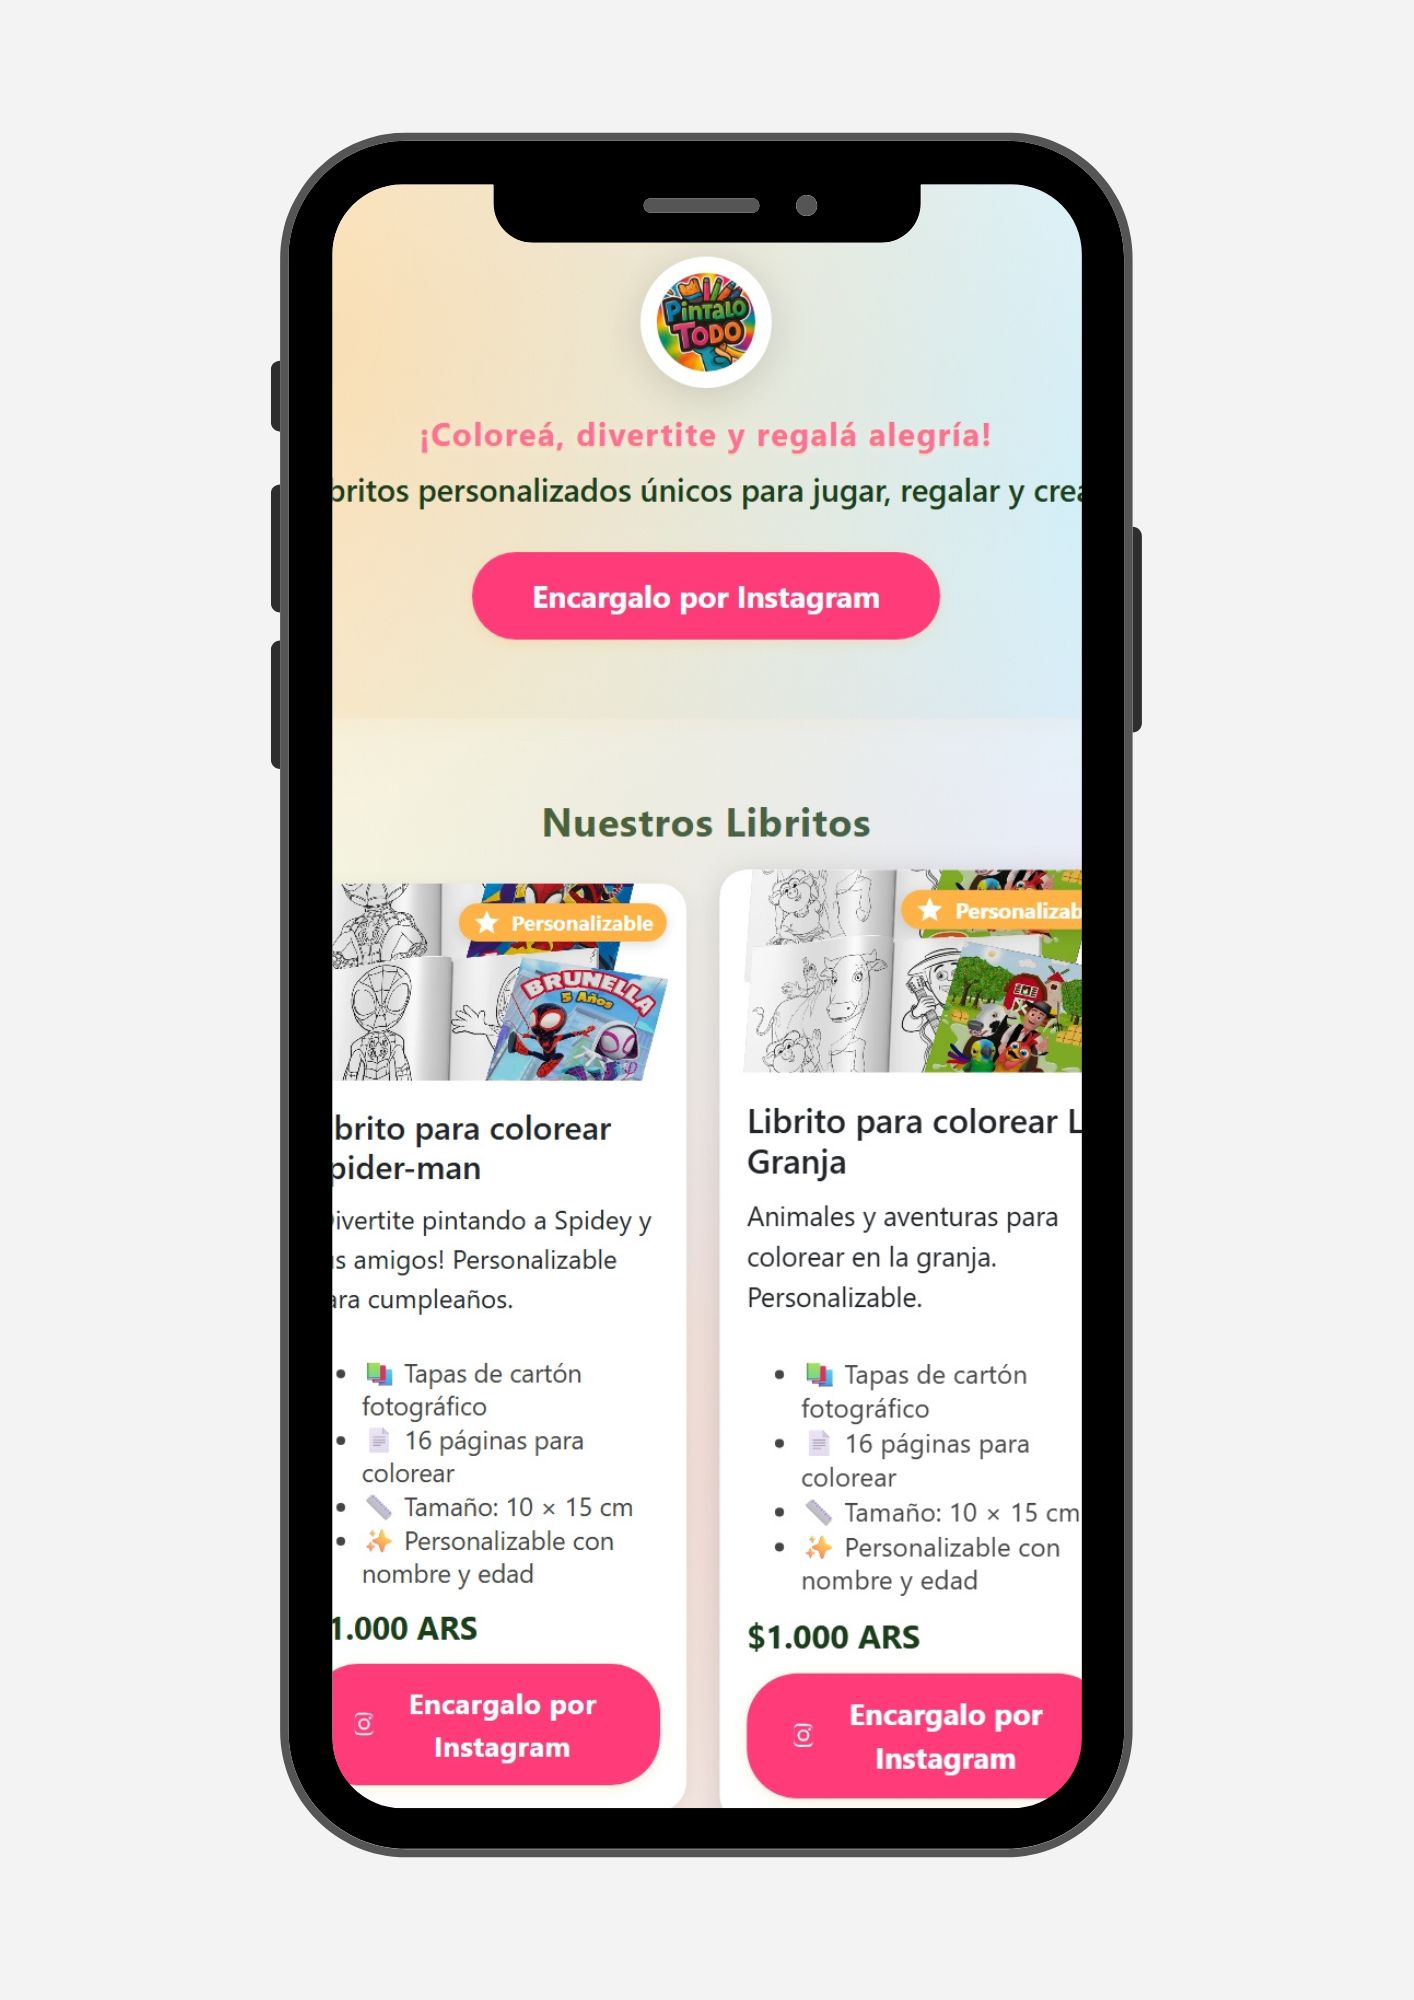 Pintalo
TODO
¡Coloreá, divertite y regalá alegría!
britos personalizados únicos para jugar, regalar y crea
Encargalo por Instagram
Nuestros Libritos
Personalizable
BRUNELLA
5 Años
brito para colorear
pider-man
ivertite pintando a Spidey y
us amigos! Personalizable
ara cumpleaños.
• Tapas de cartón
fotográfico
• 16 páginas para
colorear
• Tamaño: 10 × 15 cm
• Personalizable con
nombre y edad
1.000 ARS
Encargalo por
Instagram
Personalizab
EME
Librito para colorear L
Granja
Animales y aventuras para
colorear en la granja.
Personalizable.
• Tapas de cartón
fotográfico
• 16 páginas para
colorear
• Tamaño: 10 × 15 cm
• Personalizable con
nombre y edad
$1.000 ARS
Encargalo por
Instagram